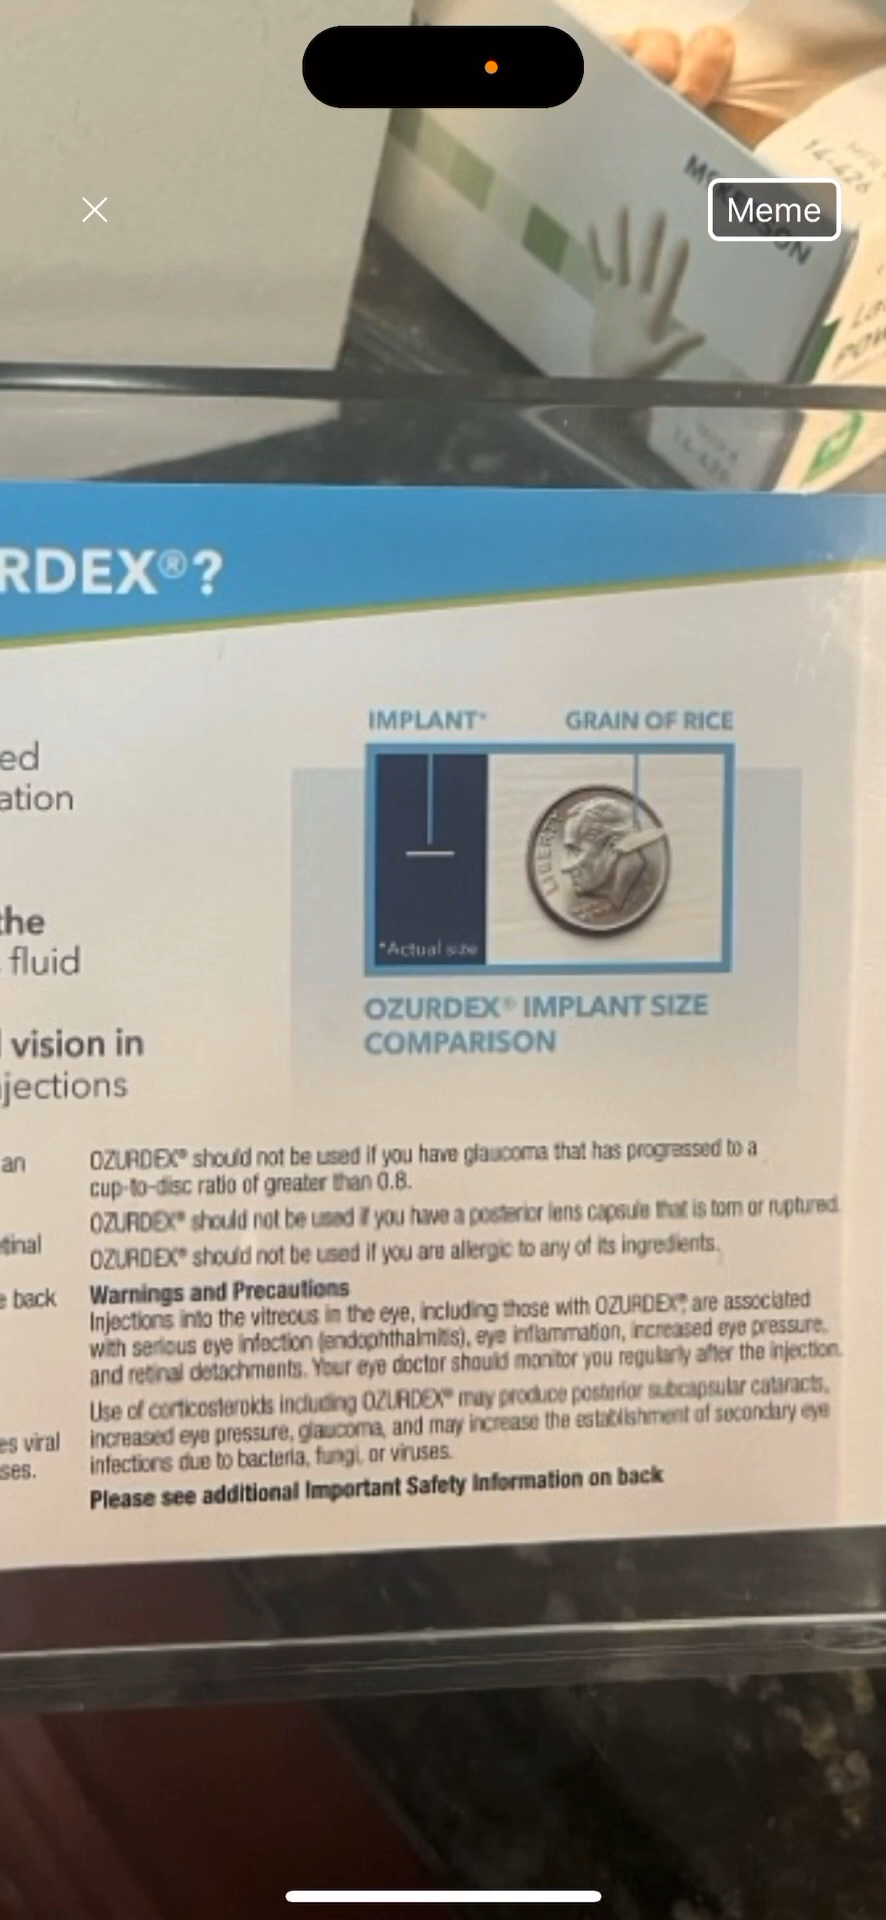 Meme
RDEX®?
IMPLANT*
GRAIN OF RICE
LIBERTY
*Actual size
OZURDEX® IMPLANT SIZE
COMPARISON
ed
ation
the
fluid
vision in
jections
an
tinal
e back
es viral
ses.
OZURDEX® should not be used if you have glaucoma that has progressed to a
cup-to-disc ratio of greater than 0.8.
OZURDEX® should not be used if you have a posterior lens capsule that is torn or ruptured.
OZURDEX® should not be used if you are allergic to any of its ingredients.
Warnings and Precautions
Injections into the vitreous in the eye, including those with OZURDEX®, are associated
with serious eye infection (endophthalmitis), eye inflammation, increased eye pressure,
and retinal detachments. Your eye doctor should monitor you regularly after the injection.
Use of corticosteroids including OZURDEX® may produce posterior subcapsular cataracts,
increased eye pressure, glaucoma, and may increase the establishment of secondary eye
infections due to bacteria, fungi, or viruses.
Please see additional Important Safety Information on back